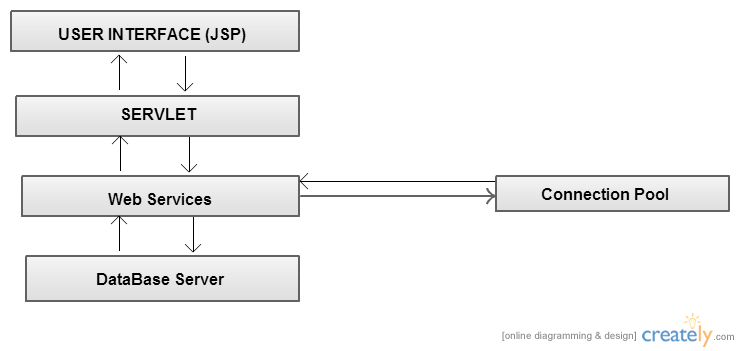 USER INTERFACE (JSP)
SERVLET
Web Services
Connection Pool
DataBase Server
[online diagramming & design] creately.com